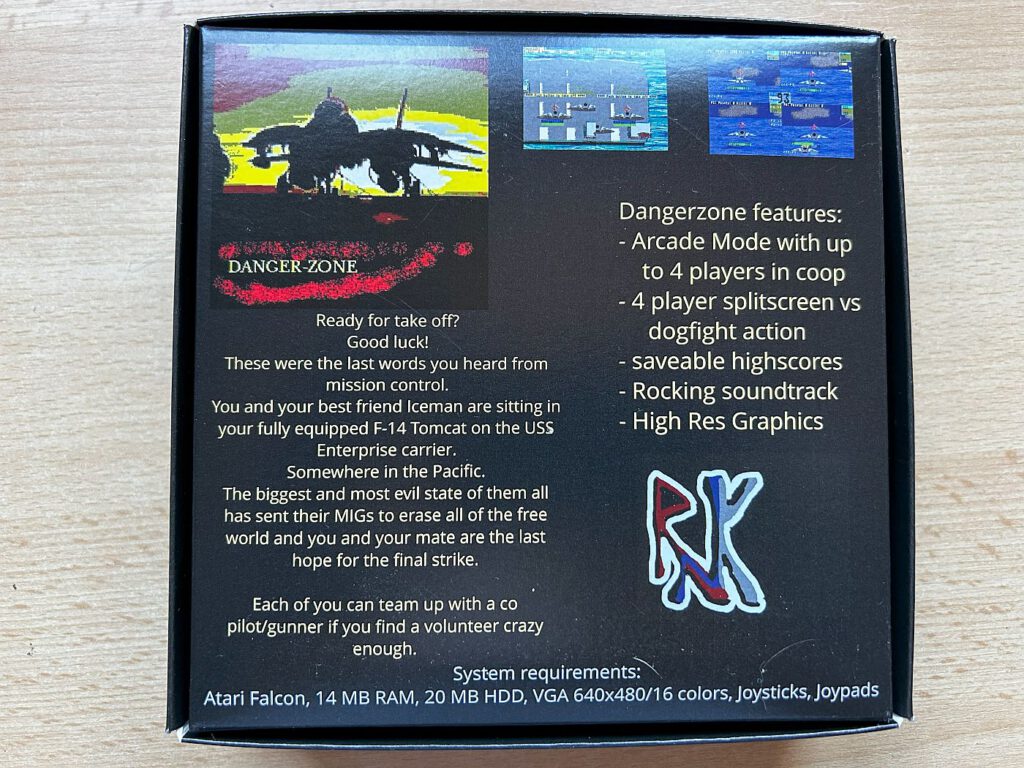 DANGER-ZONE
Ready for take off?
Good luck!
These were the last words you heard from
mission control.
You and your best friend Iceman are sitting in
your fully equipped F-14 Tomcat on the USS
Enterprise carrier.
Somewhere in the Pacific.
The biggest and most evil state of them all
has sent their MIGs to erase all of the free
world and you and your mate are the last
hope for the final strike.
Each of you can team up with a co
pilot/gunner if you find a volunteer crazy
enough.
Dangerzone features:
- Arcade Mode with up
to 4 players in coop
- 4 player splitscreen vs
dogfight action
- saveable highscores
- Rocking soundtrack
- High Res Graphics
System requirements:
Atari Falcon, 14 MB RAM, 20 MB HDD, VGA 640x480/16 colors, Joysticks, Joypads